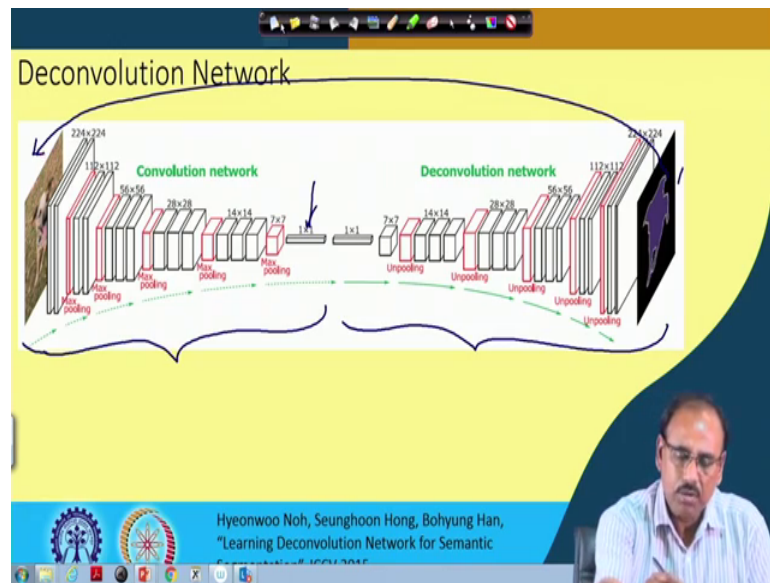 Deconvolution Network
224×224
112×112
56×56
28×28
14×14
7×7
1×1
1×1
7×7
14×14
28×28
56×56
112×112
224×224
Convolution network
Deconvolution network
Max pooling
Max pooling
Max pooling
Max pooling
Max pooling
Unpooling
Unpooling
Unpooling
Unpooling
Unpooling
Hyeonwoo Noh, Seunghoon Hong, Bohyung Han,
"Learning Deconvolution Network for Semantic
Segmentation", ICCV 2015